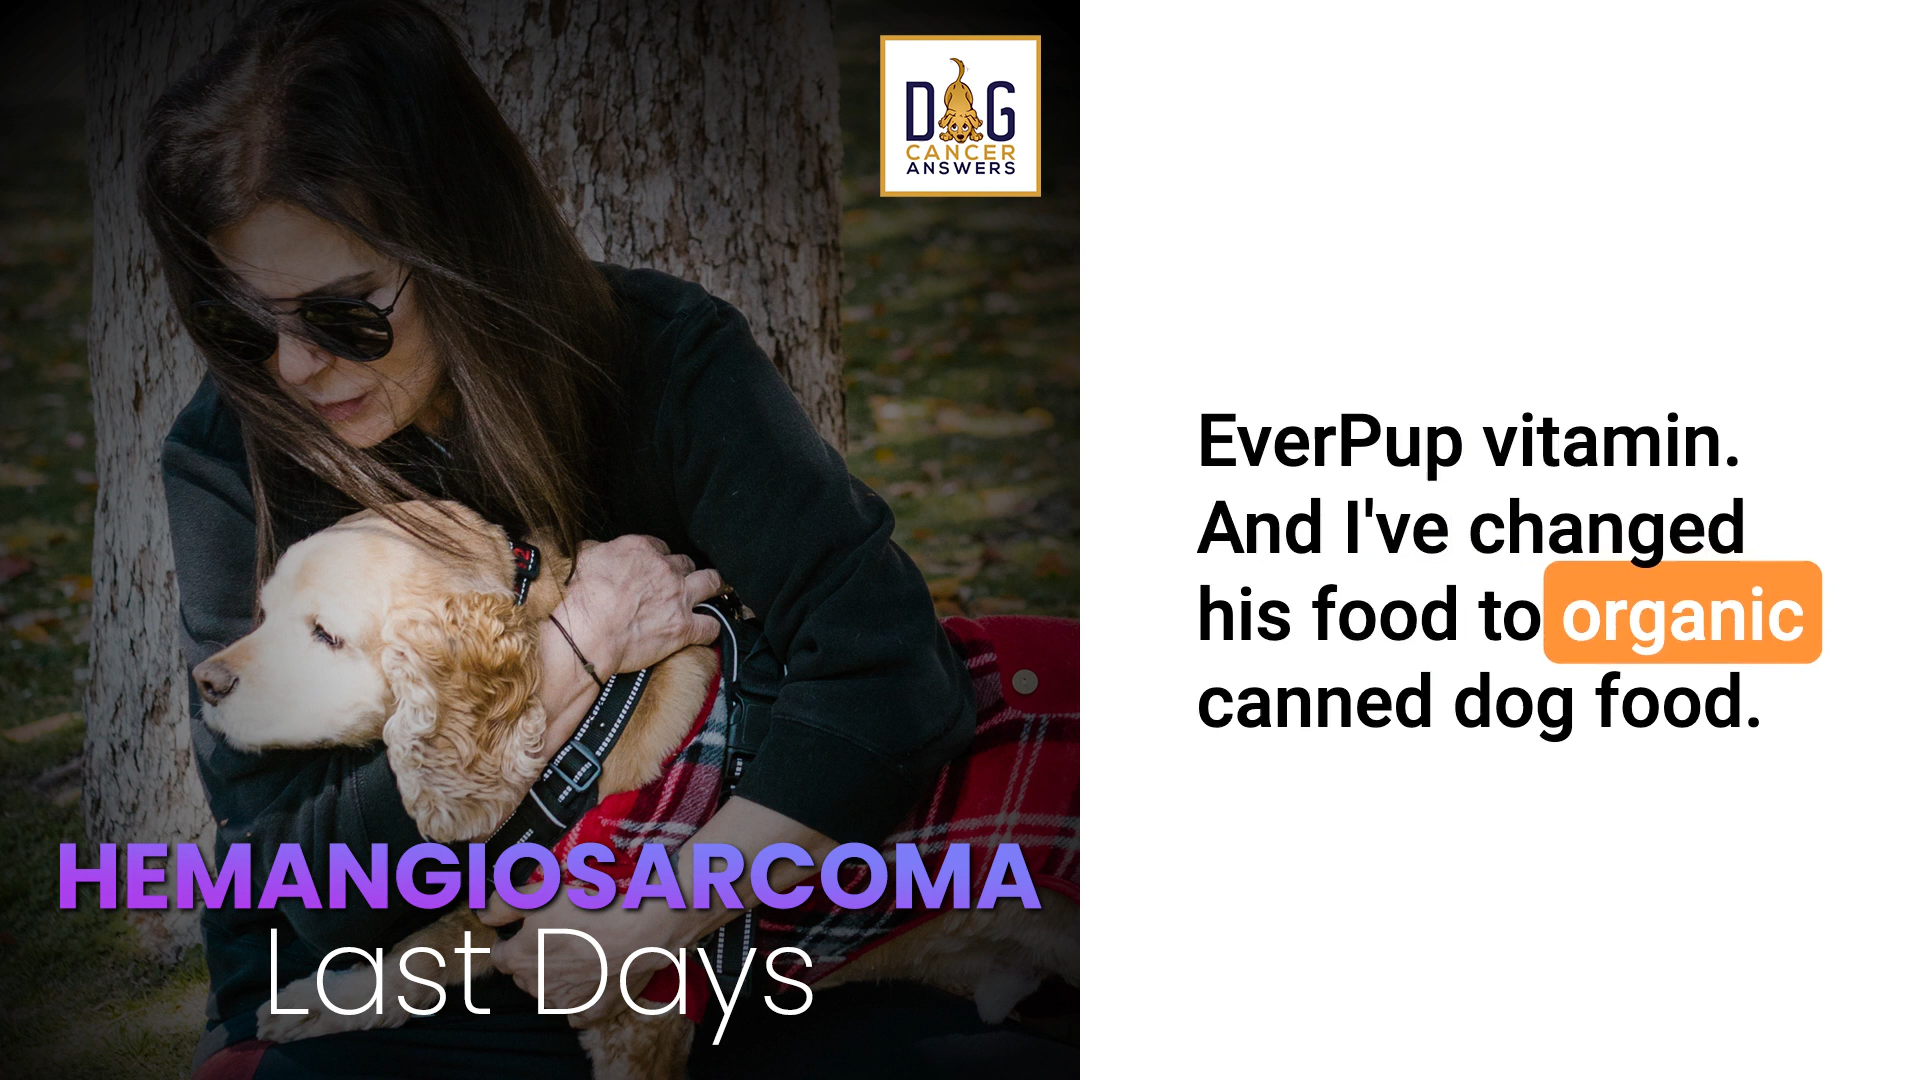 DOG
CANCER
ANSWERS
HEMANGIOSARCOMA
Last Days
EverPup vitamin.
And I've changed
his food to organic
canned dog food.